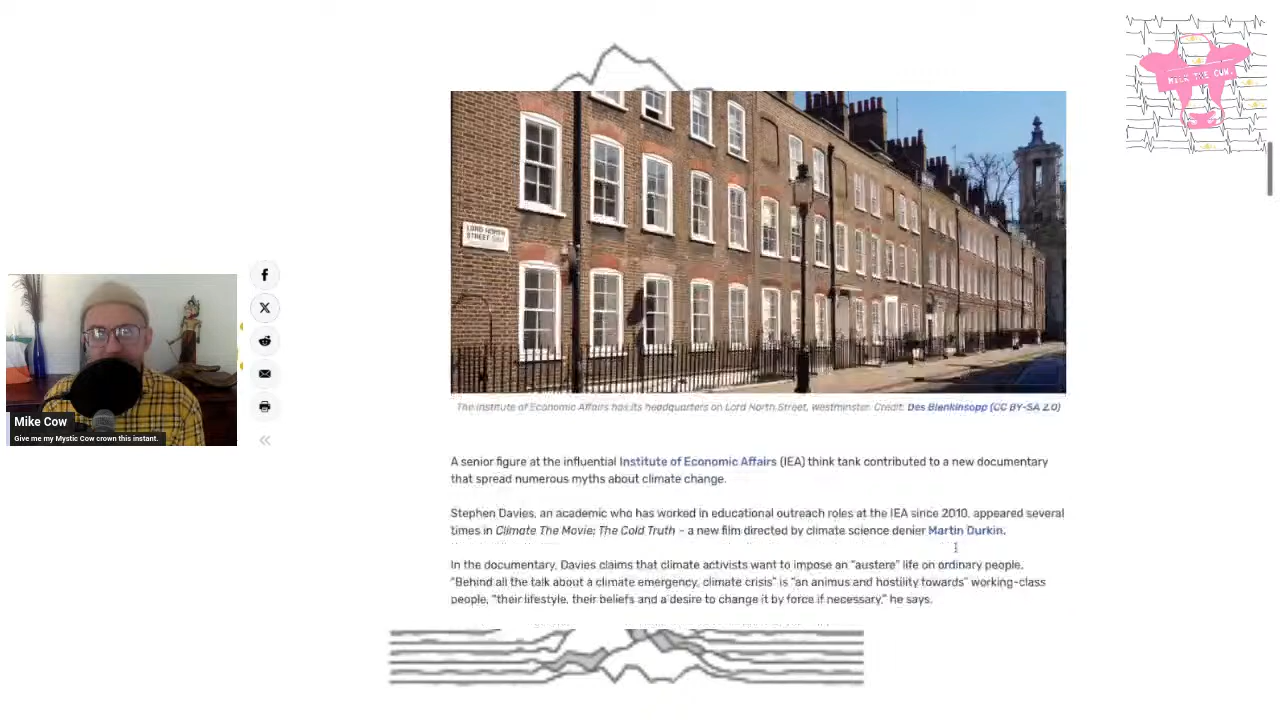 MILK THE COW.
LORD NORTH
STREET SW1
The Institute of Economic Affairs has its headquarters on Lord North Street, Westminster. Credit: Des Blenkinsopp (CC BY-SA 2.0)
A senior figure at the influential Institute of Economic Affairs (IEA) think tank contributed to a new documentary
that spread numerous myths about climate change.
Stephen Davies, an academic who has worked in educational outreach roles at the IEA since 2010, appeared several
times in Climate The Movie: The Cold Truth – a new film directed by climate science denier Martin Durkin.
In the documentary, Davies claims that climate activists want to impose an “austere” life on ordinary people.
“Behind all the talk about a climate emergency, climate crisis” is “an animus and hostility towards” working-class
people, “their lifestyle, their beliefs and a desire to change it by force if necessary,” he says.
Mike Cow
Give me my Mystic Cow crown this instant.